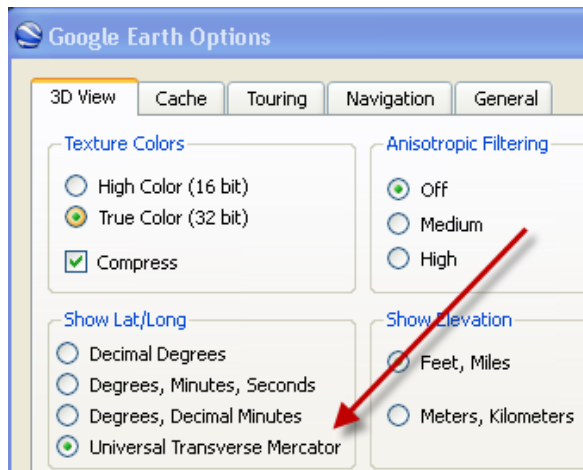 Google Earth Options
3D View Cache Touring Navigation General
Texture Colors
High Color (16 bit)
True Color (32 bit)
Compress
Anisotropic Filtering
Off
Medium
High
Show Lat/Long
Decimal Degrees
Degrees, Minutes, Seconds
Degrees, Decimal Minutes
Universal Transverse Mercator
Show Elevation
Feet, Miles
Meters, Kilometers